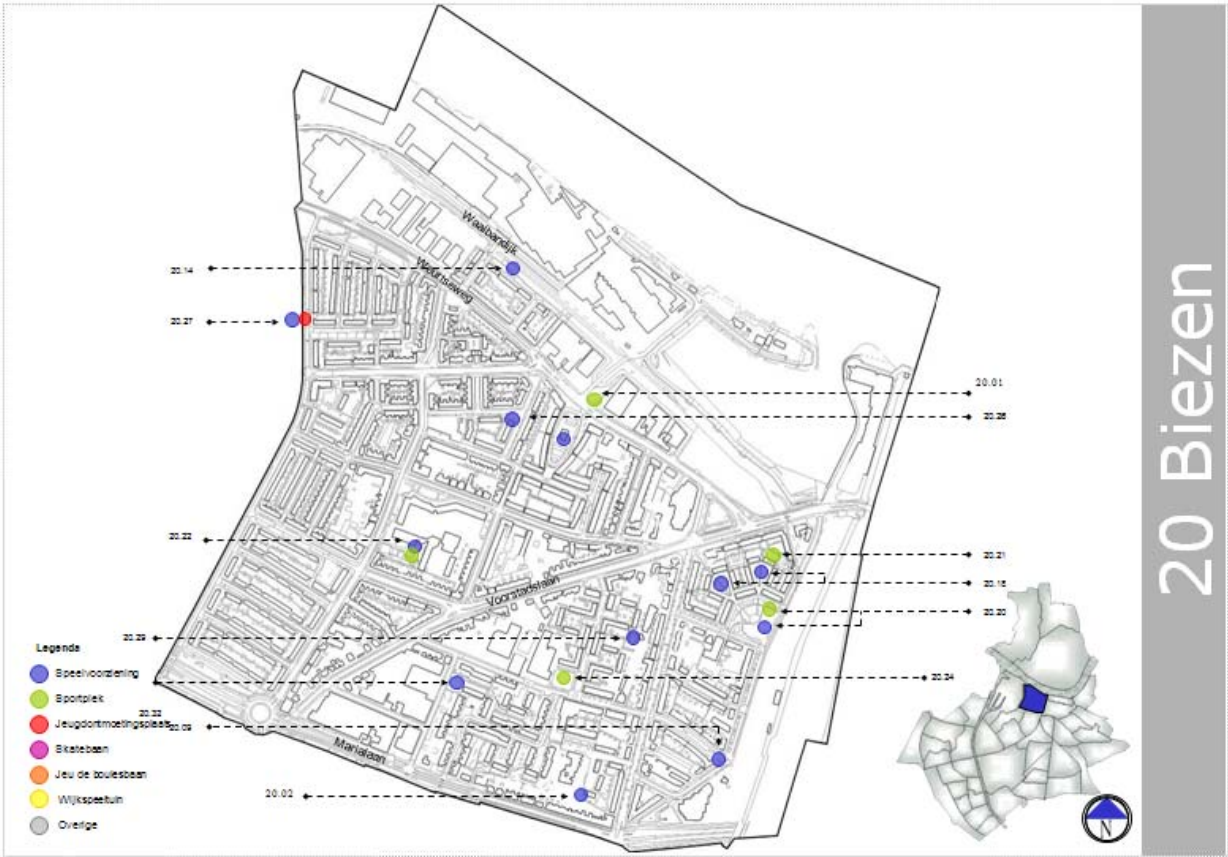 20 Biezen
Waalbandijk
Weurtseweg
20.14
20.27
20.01
20.26
20.22
20.21
20.18
20.20
Voorstadslaan
20.29
20.24
20.32
20.09
Marialaan
20.02
Legenda
Speelvoorziening
Sportplek
Jeugdontmoetingsplaats
Skatebaan
Jeu de boulesbaan
Wijkspeeltuin
Overige
N